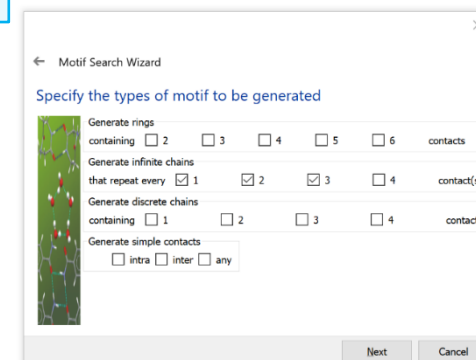 Motif Search Wizard
Specify the types of motif to be generated
Generate rings
containing 2 3 4 5 6 contacts
Generate infinite chains
that repeat every 1 2 3 4 contact(
Generate discrete chains
containing 1 2 3 4 contact
Generate simple contacts
intra inter any
Next Cancel